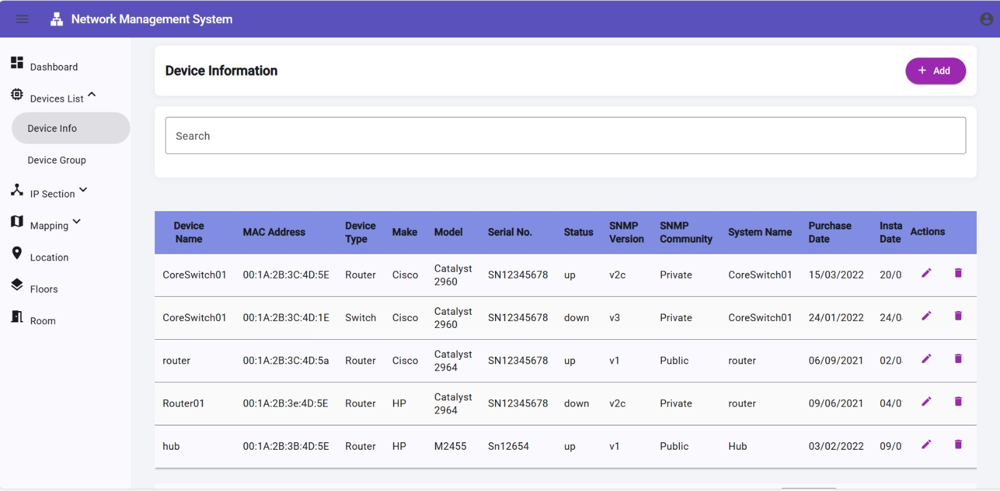 Network Management System
Dashboard
Devices List
Device Info
Device Group
IP Section
Mapping
Location
Floors
Room
Device Information
+ Add
Search
Device Name MAC Address Device Type Make Model Serial No. Status SNMP Version SNMP Community System Name Purchase Date Insta Date Actions
CoreSwitch01 00:1A:2B:3C:4D:5E Router Cisco Catalyst 2960 SN12345678 up v2c Private CoreSwitch01 15/03/2022 20/0
CoreSwitch01 00:1A:2B:3C:4D:1E Switch Cisco Catalyst 2960 SN12345678 down v3 Private CoreSwitch01 24/01/2022 24/0
router 00:1A:2B:3C:4D:5a Router Cisco Catalyst 2964 SN12345678 up v1 Public router 06/09/2021 02/0
Router01 00:1A:2B:3e:4D:5E Router HP Catalyst 2964 SN12345678 down v2c Private router 09/06/2021 04/0
hub 00:1A:2B:3B:4D:5E Router HP M2455 Sn12654 up v1 Public Hub 03/02/2022 09/0